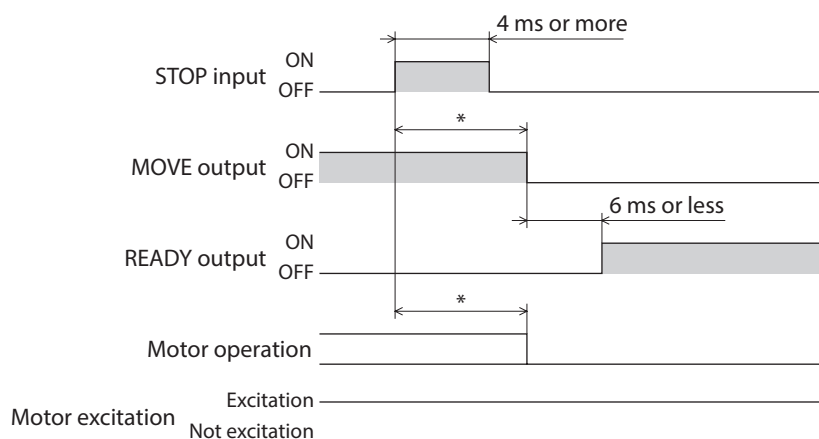 4 ms or more
STOP input
ON
OFF
*
MOVE output
ON
OFF
6 ms or less
READY output
ON
OFF
*
Motor operation
Motor excitation
Excitation
Not excitation